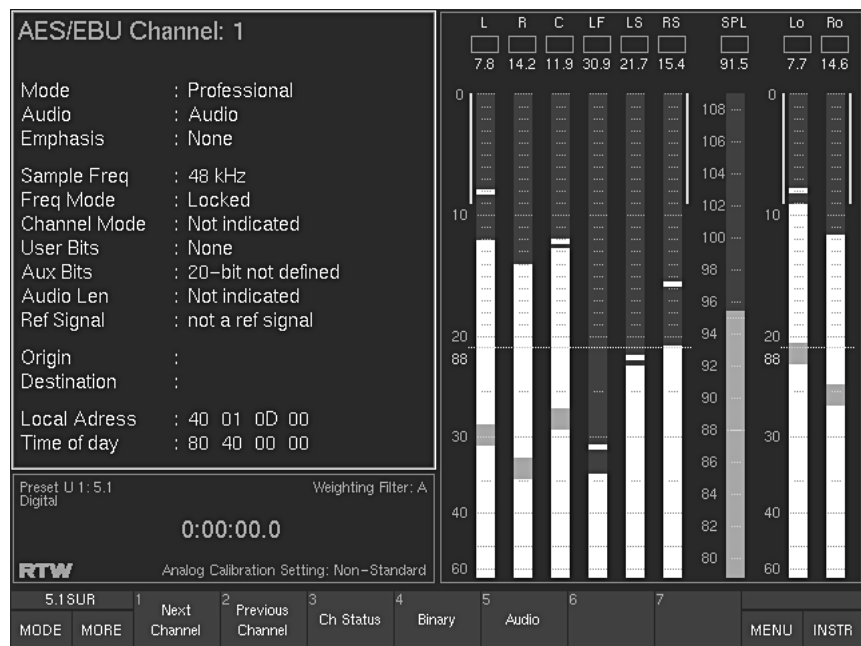 AES/EBU Channel: 1
Mode : Professional
Audio : Audio
Emphasis : None
Sample Freq : 48 kHz
Freq Mode : Locked
Channel Mode : Not indicated
User Bits : None
Aux Bits : 20-bit not defined
Audio Len : Not indicated
Ref Signal : not a ref signal
Origin :
Destination :
Local Adress : 40 01 0D 00
Time of day : 80 40 00 00
Preset U 1: 5.1 Weighting Filter: A
Digital
0:00:00.0
RTW Analog Calibration Setting: Non-Standard
L R C LF LS RS SPL Lo Ro
7.8 14.2 11.9 30.9 21.7 15.4 91.5 7.7 14.6
0
10
20
88
30
40
60
108
106
104
102
100
98
96
94
92
90
88
86
84
82
80
0
10
20
88
30
40
60
5.1SUR
MODE MORE
1 Next Channel
2 Previous Channel
3 Ch Status
4 Binary
5 Audio
6
7
MENU INSTR